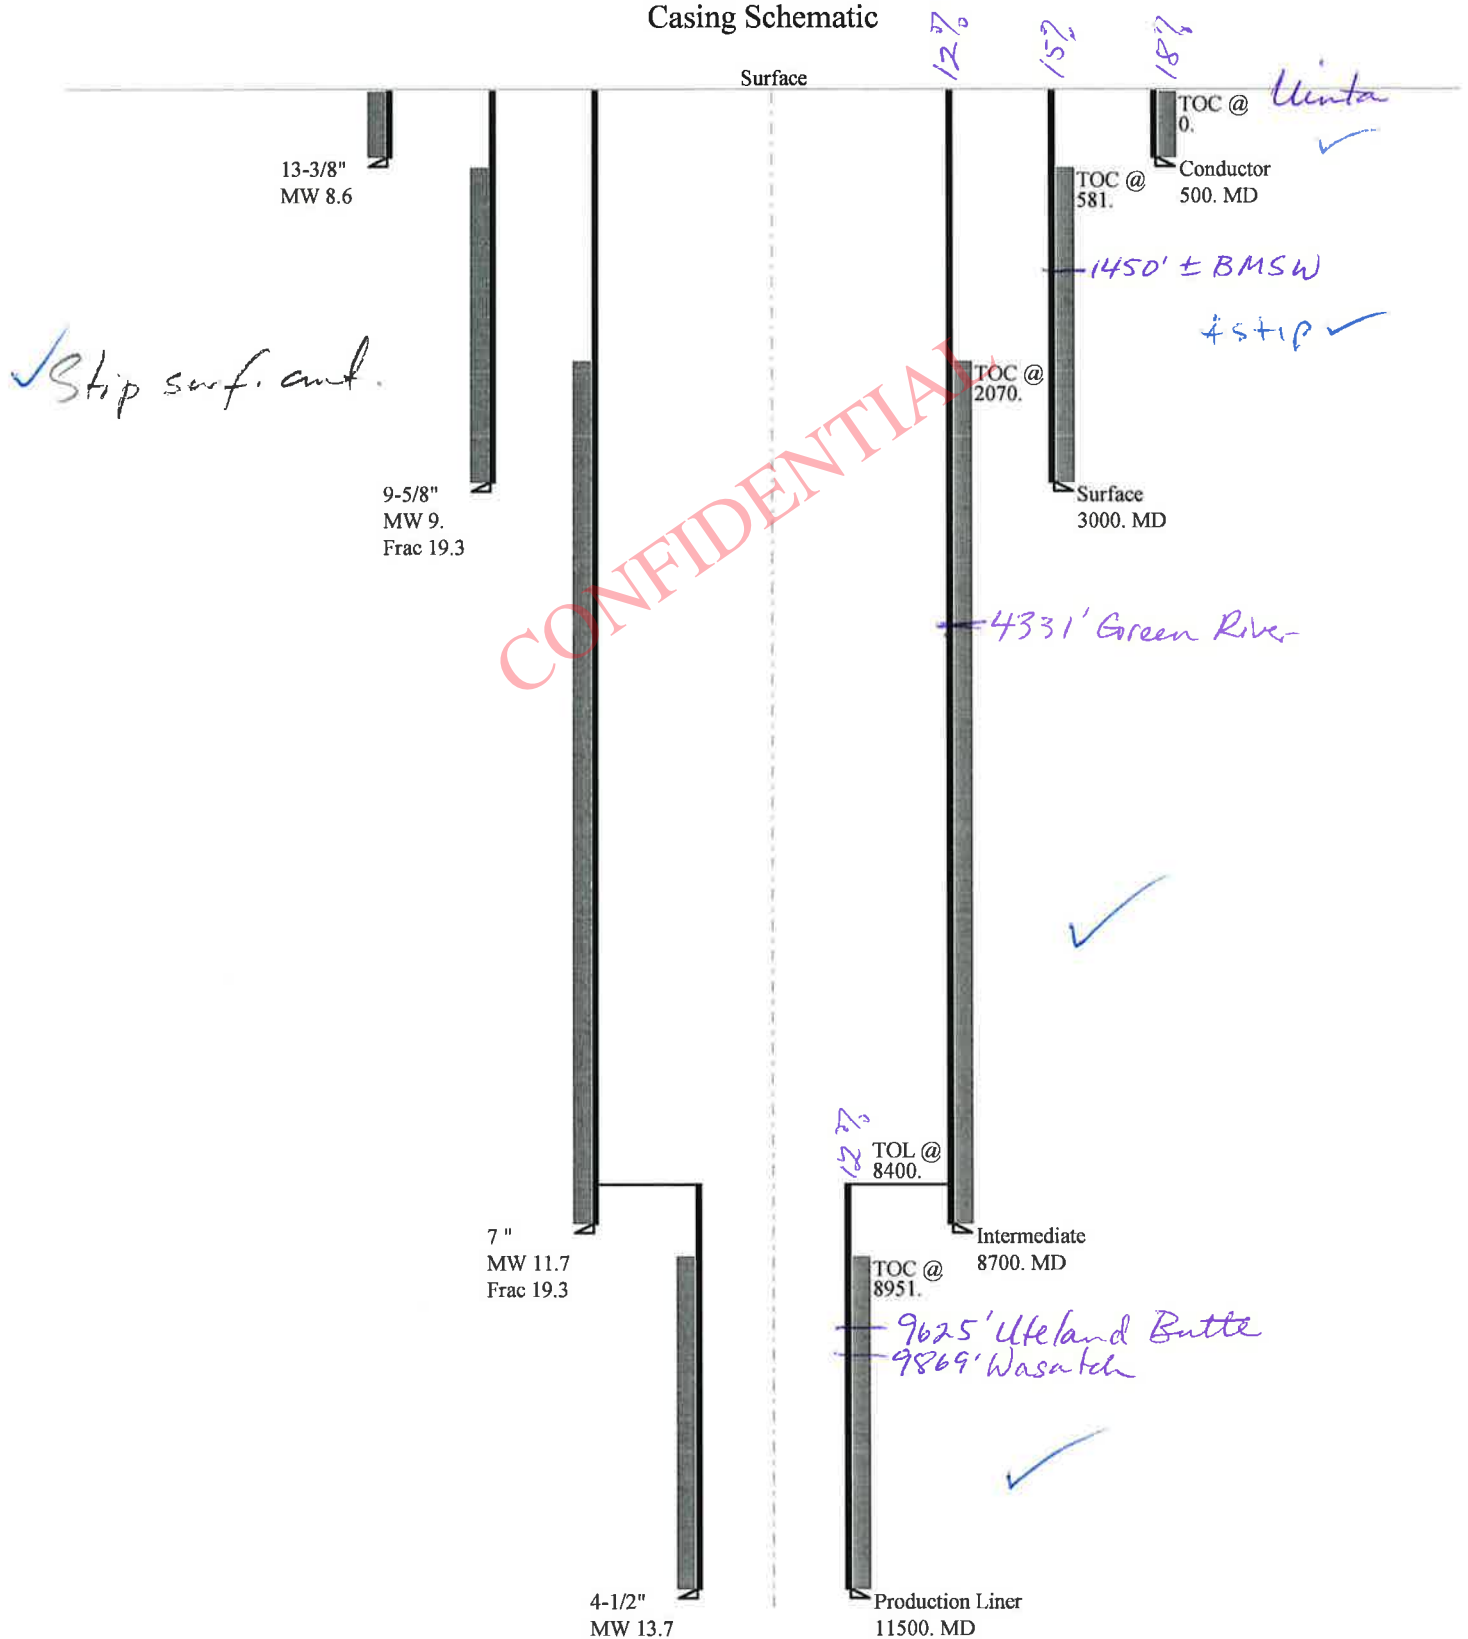 Casing Schematic
12%
15%
18%
Surface
Uinta
TOC @
0.
13-3/8"
MW 8.6
Conductor
500. MD
TOC @
581.
1450' ± BMSW
✓ Stip surf. cmt.
TOC @
2070.
9-5/8"
MW 9.
Frac 19.3
Surface
3000. MD
CONFIDENTIAL
4331' Green River
12%
TOL @
8400.
7 "
MW 11.7
Frac 19.3
Intermediate
8700. MD
TOC @
8951.
9625' Uteland Butte
9869' Wasatch
4-1/2"
MW 13.7
Production Liner
11500. MD